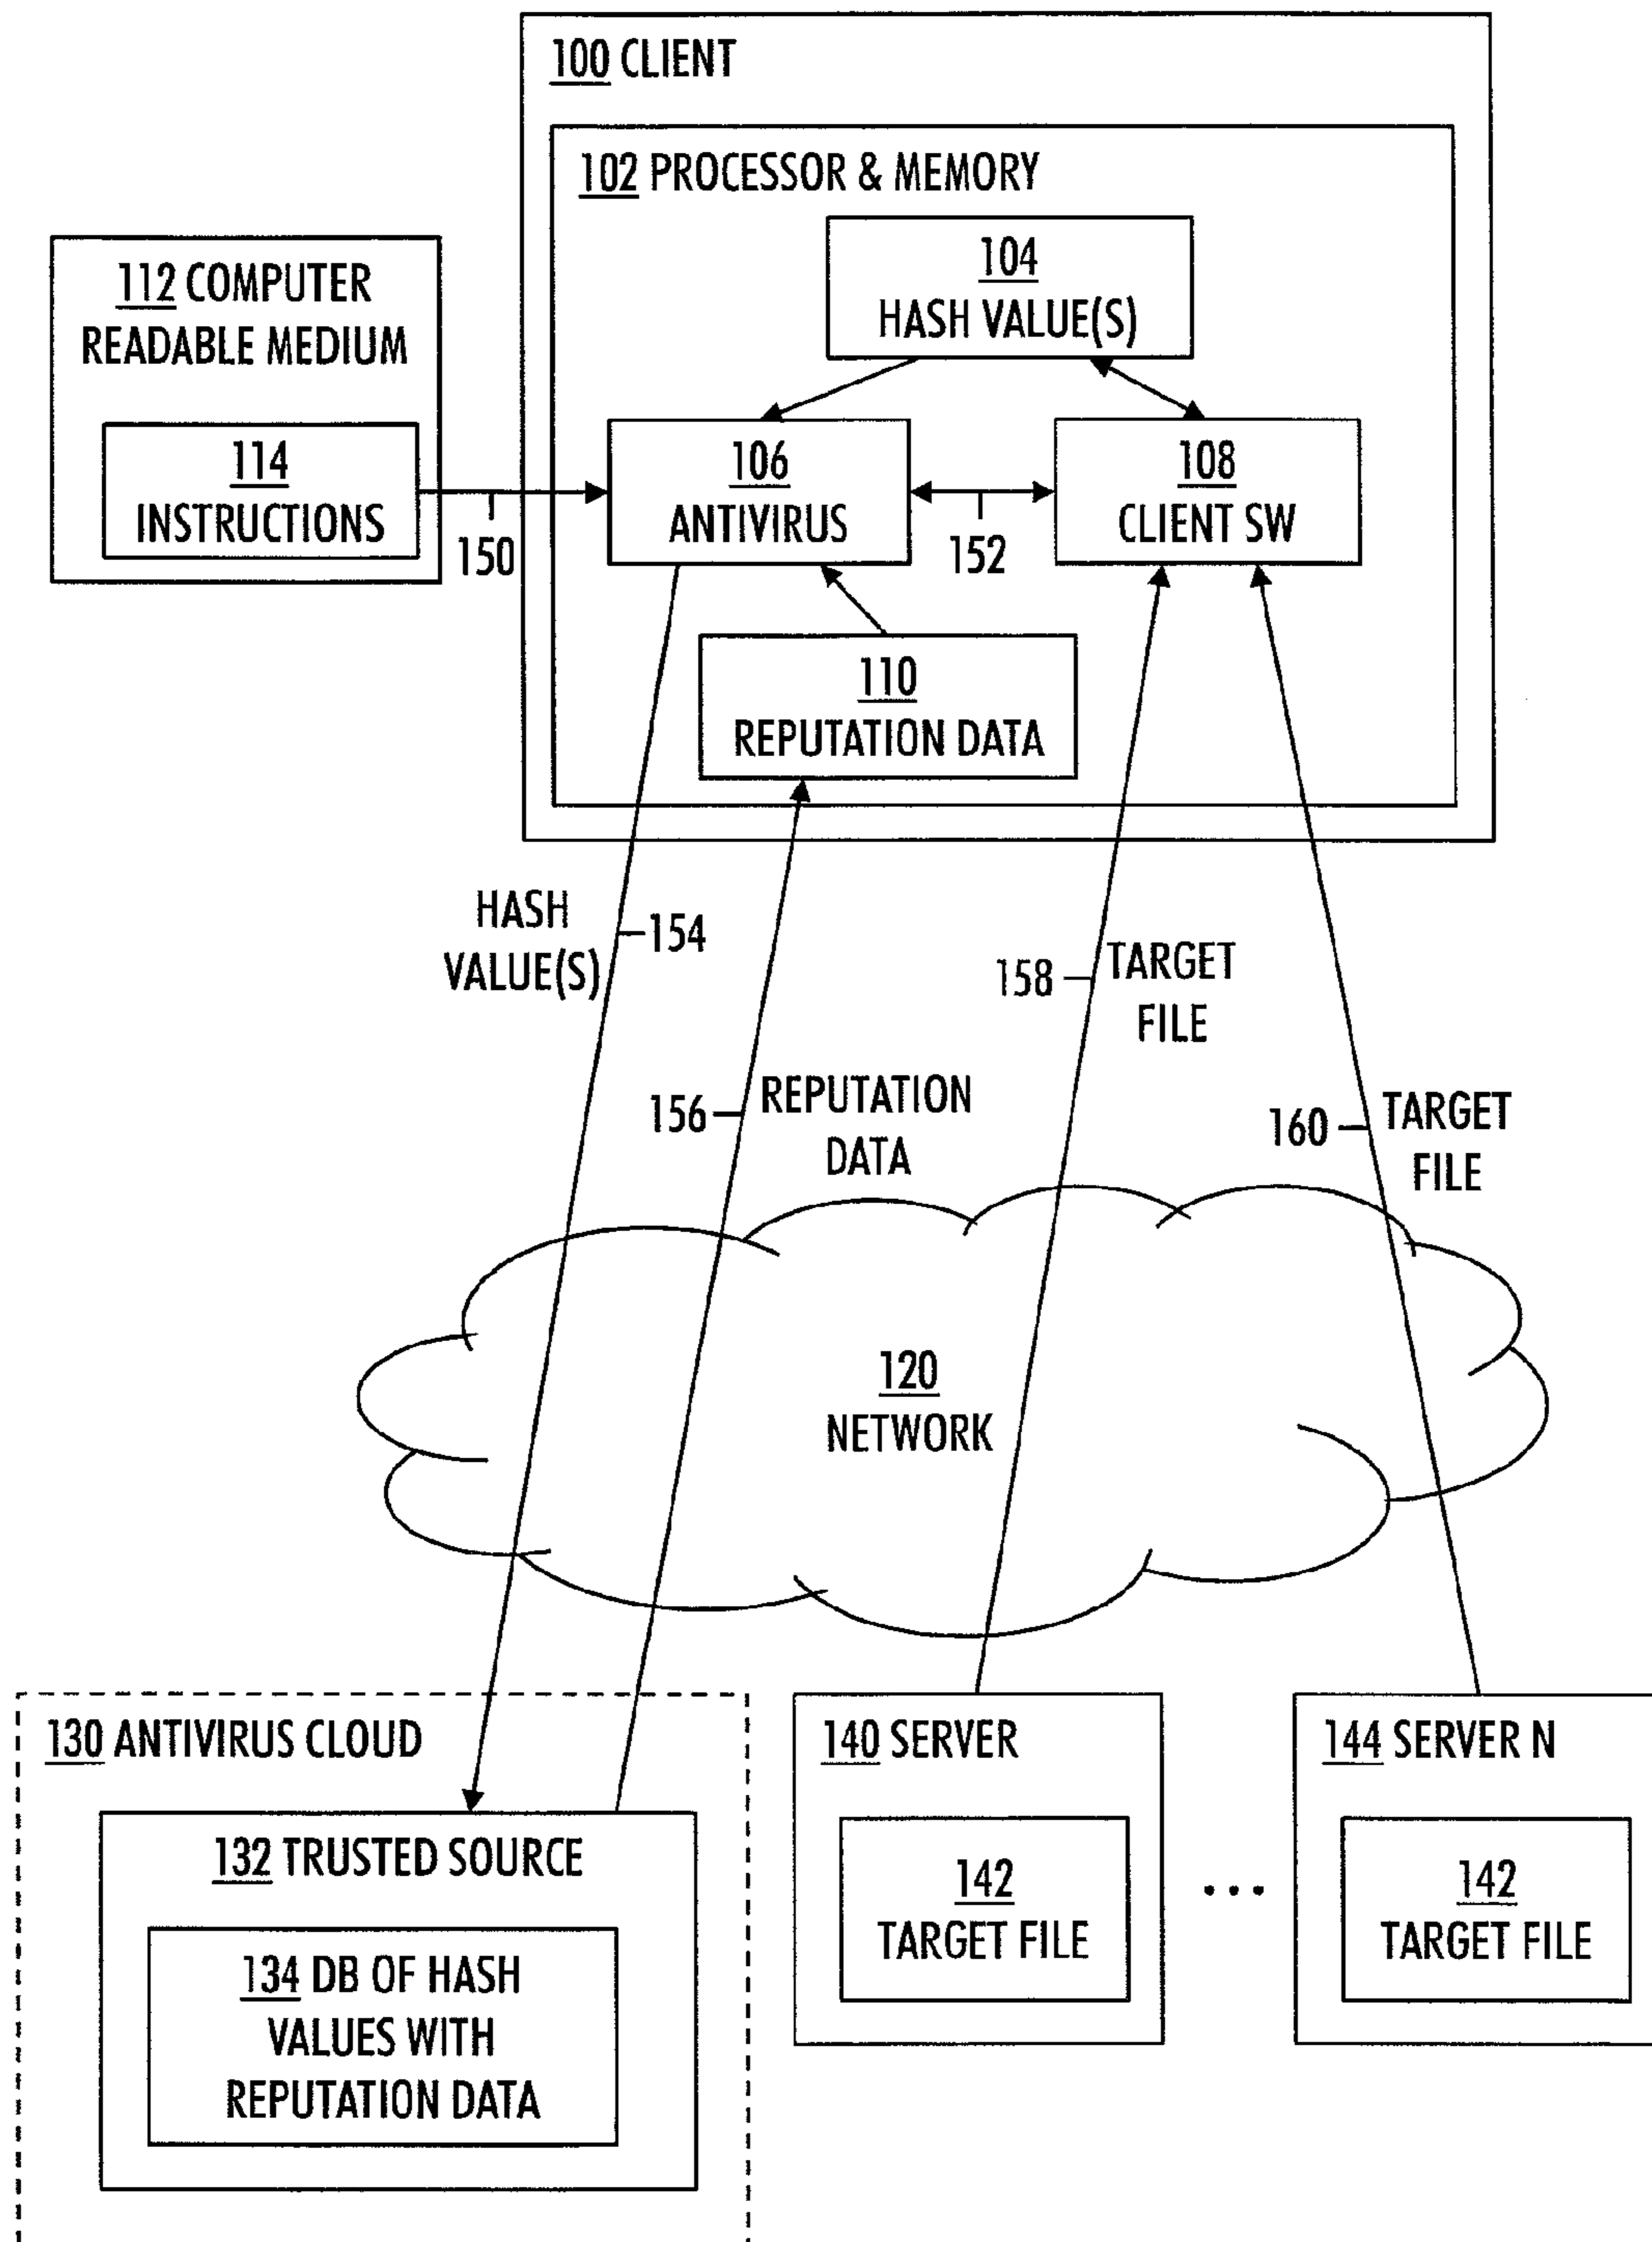 100 CLIENT
102 PROCESSOR & MEMORY
104
HASH VALUE(S)
112 COMPUTER
READABLE MEDIUM
114
INSTRUCTIONS
150
106
ANTIVIRUS
152
108
CLIENT SW
110
REPUTATION DATA
HASH
VALUE(S)
154
158
TARGET
FILE
156
REPUTATION
DATA
160
TARGET
FILE
120
NETWORK
130 ANTIVIRUS CLOUD
132 TRUSTED SOURCE
134 DB OF HASH
VALUES WITH
REPUTATION DATA
140 SERVER
142
TARGET FILE
...
144 SERVER N
142
TARGET FILE